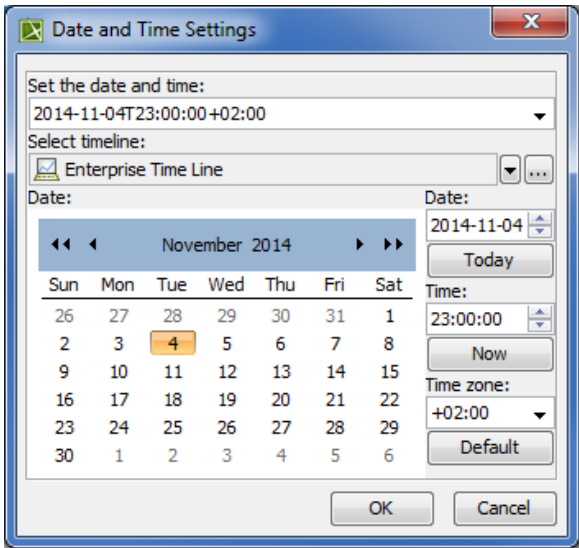 Date and Time Settings
Set the date and time:
2014-11-04T23:00:00+02:00
Select timeline:
Enterprise Time Line
...
Date:
November 2014
Sun Mon Tue Wed Thu Fri Sat
26 27 28 29 30 31 1
2 3 4 5 6 7 8
9 10 11 12 13 14 15
16 17 18 19 20 21 22
23 24 25 26 27 28 29
30 1 2 3 4 5 6
Date:
2014-11-04
Today
Time:
23:00:00
Now
Time zone:
+02:00
Default
OK Cancel